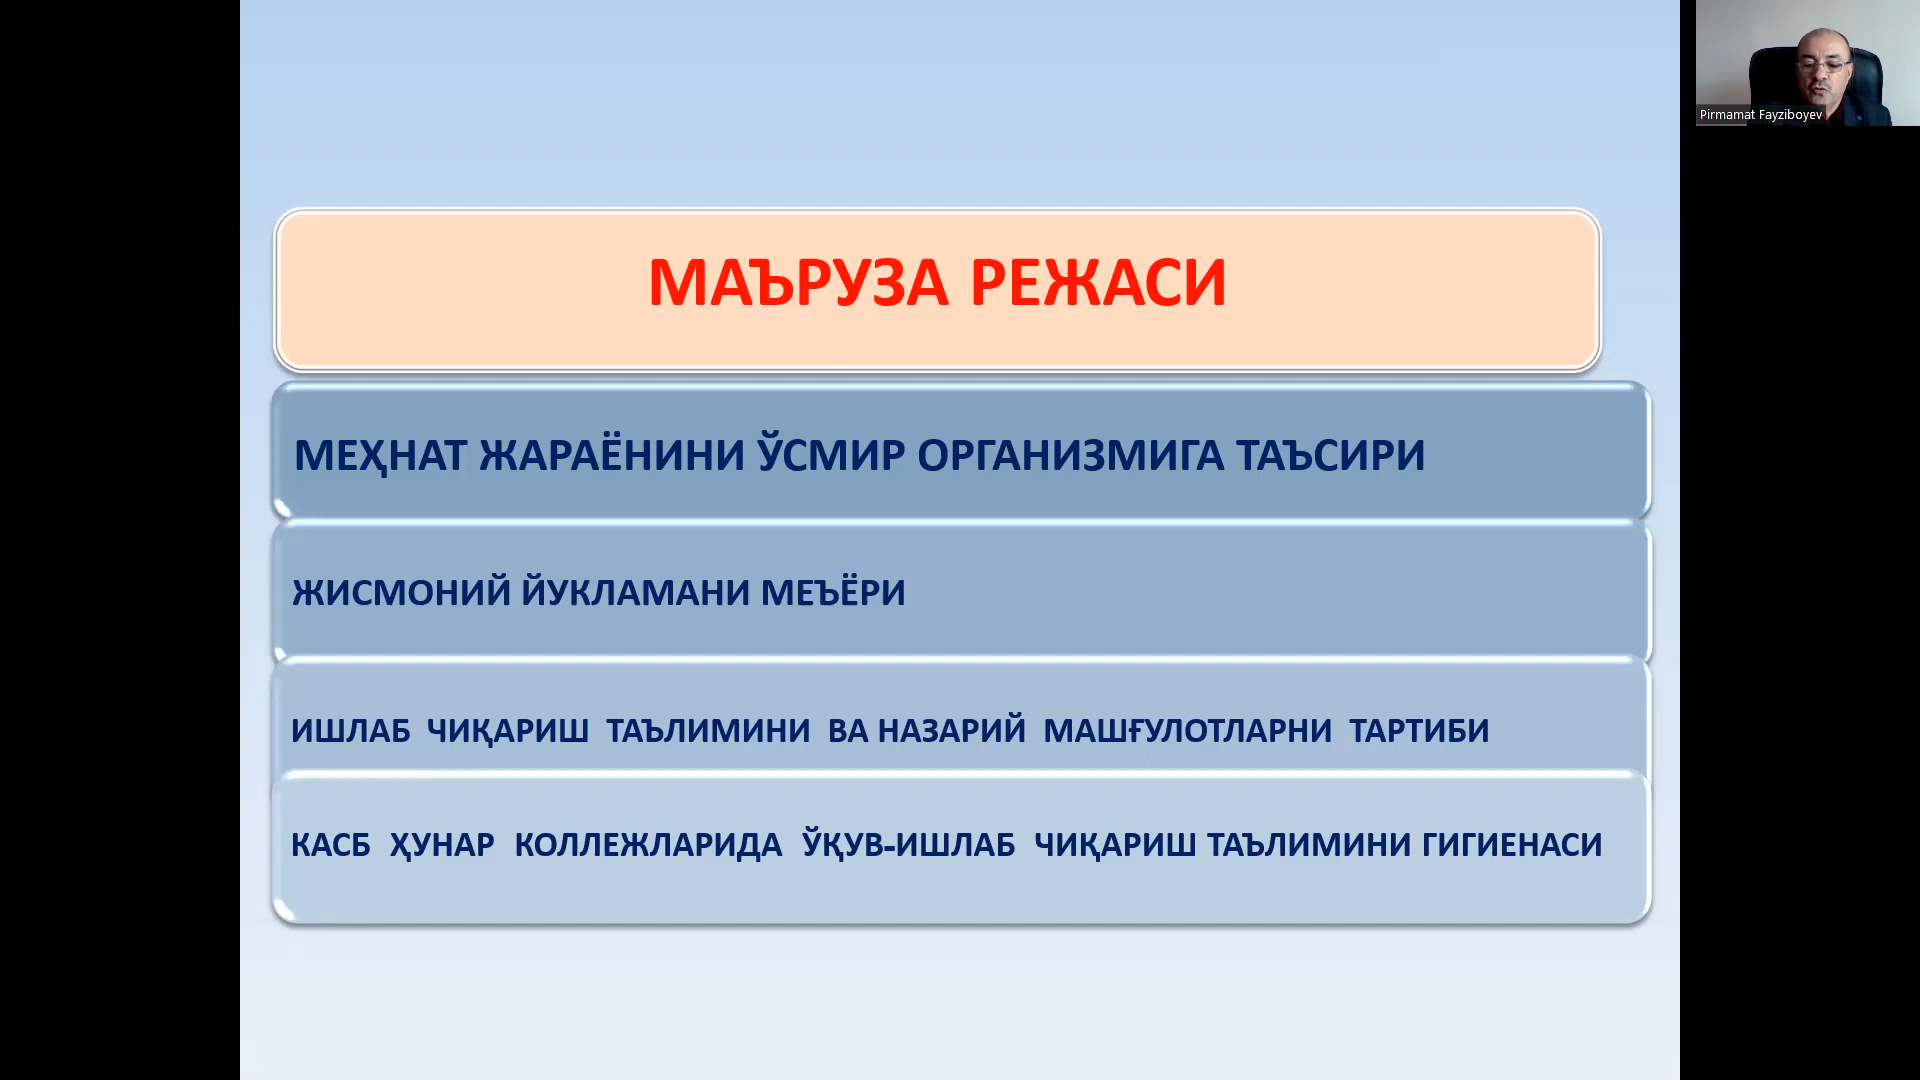 МАЪРУЗА РЕЖАСИ
МЕҲНАТ ЖАРАЁНИНИ ЎСМИР ОРГАНИЗМИГА ТАЪСИРИ
ЖИСМОНИЙ ЙУКЛАМАНИ МЕЪЁРИ
ИШЛАБ ЧИҚАРИШ ТАЪЛИМИНИ ВА НАЗАРИЙ МАШҒУЛОТЛАРНИ ТАРТИБИ
КАСБ ҲУНАР КОЛЛЕЖЛАРИДА ЎҚУВ-ИШЛАБ ЧИҚАРИШ ТАЪЛИМИНИ ГИГИЕНАСИ
Pirmamat Fayziboyev